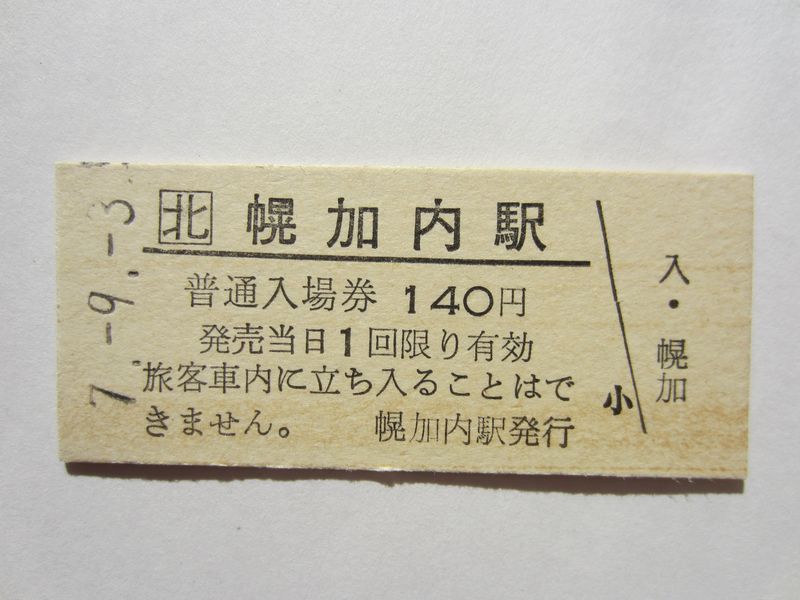 7.-9.-3
北 幌加内駅
普通入場券 140円
発売当日1回限り有効
旅客車内に立ち入ることはで
きません。 幌加内駅発行
小
入・幌加